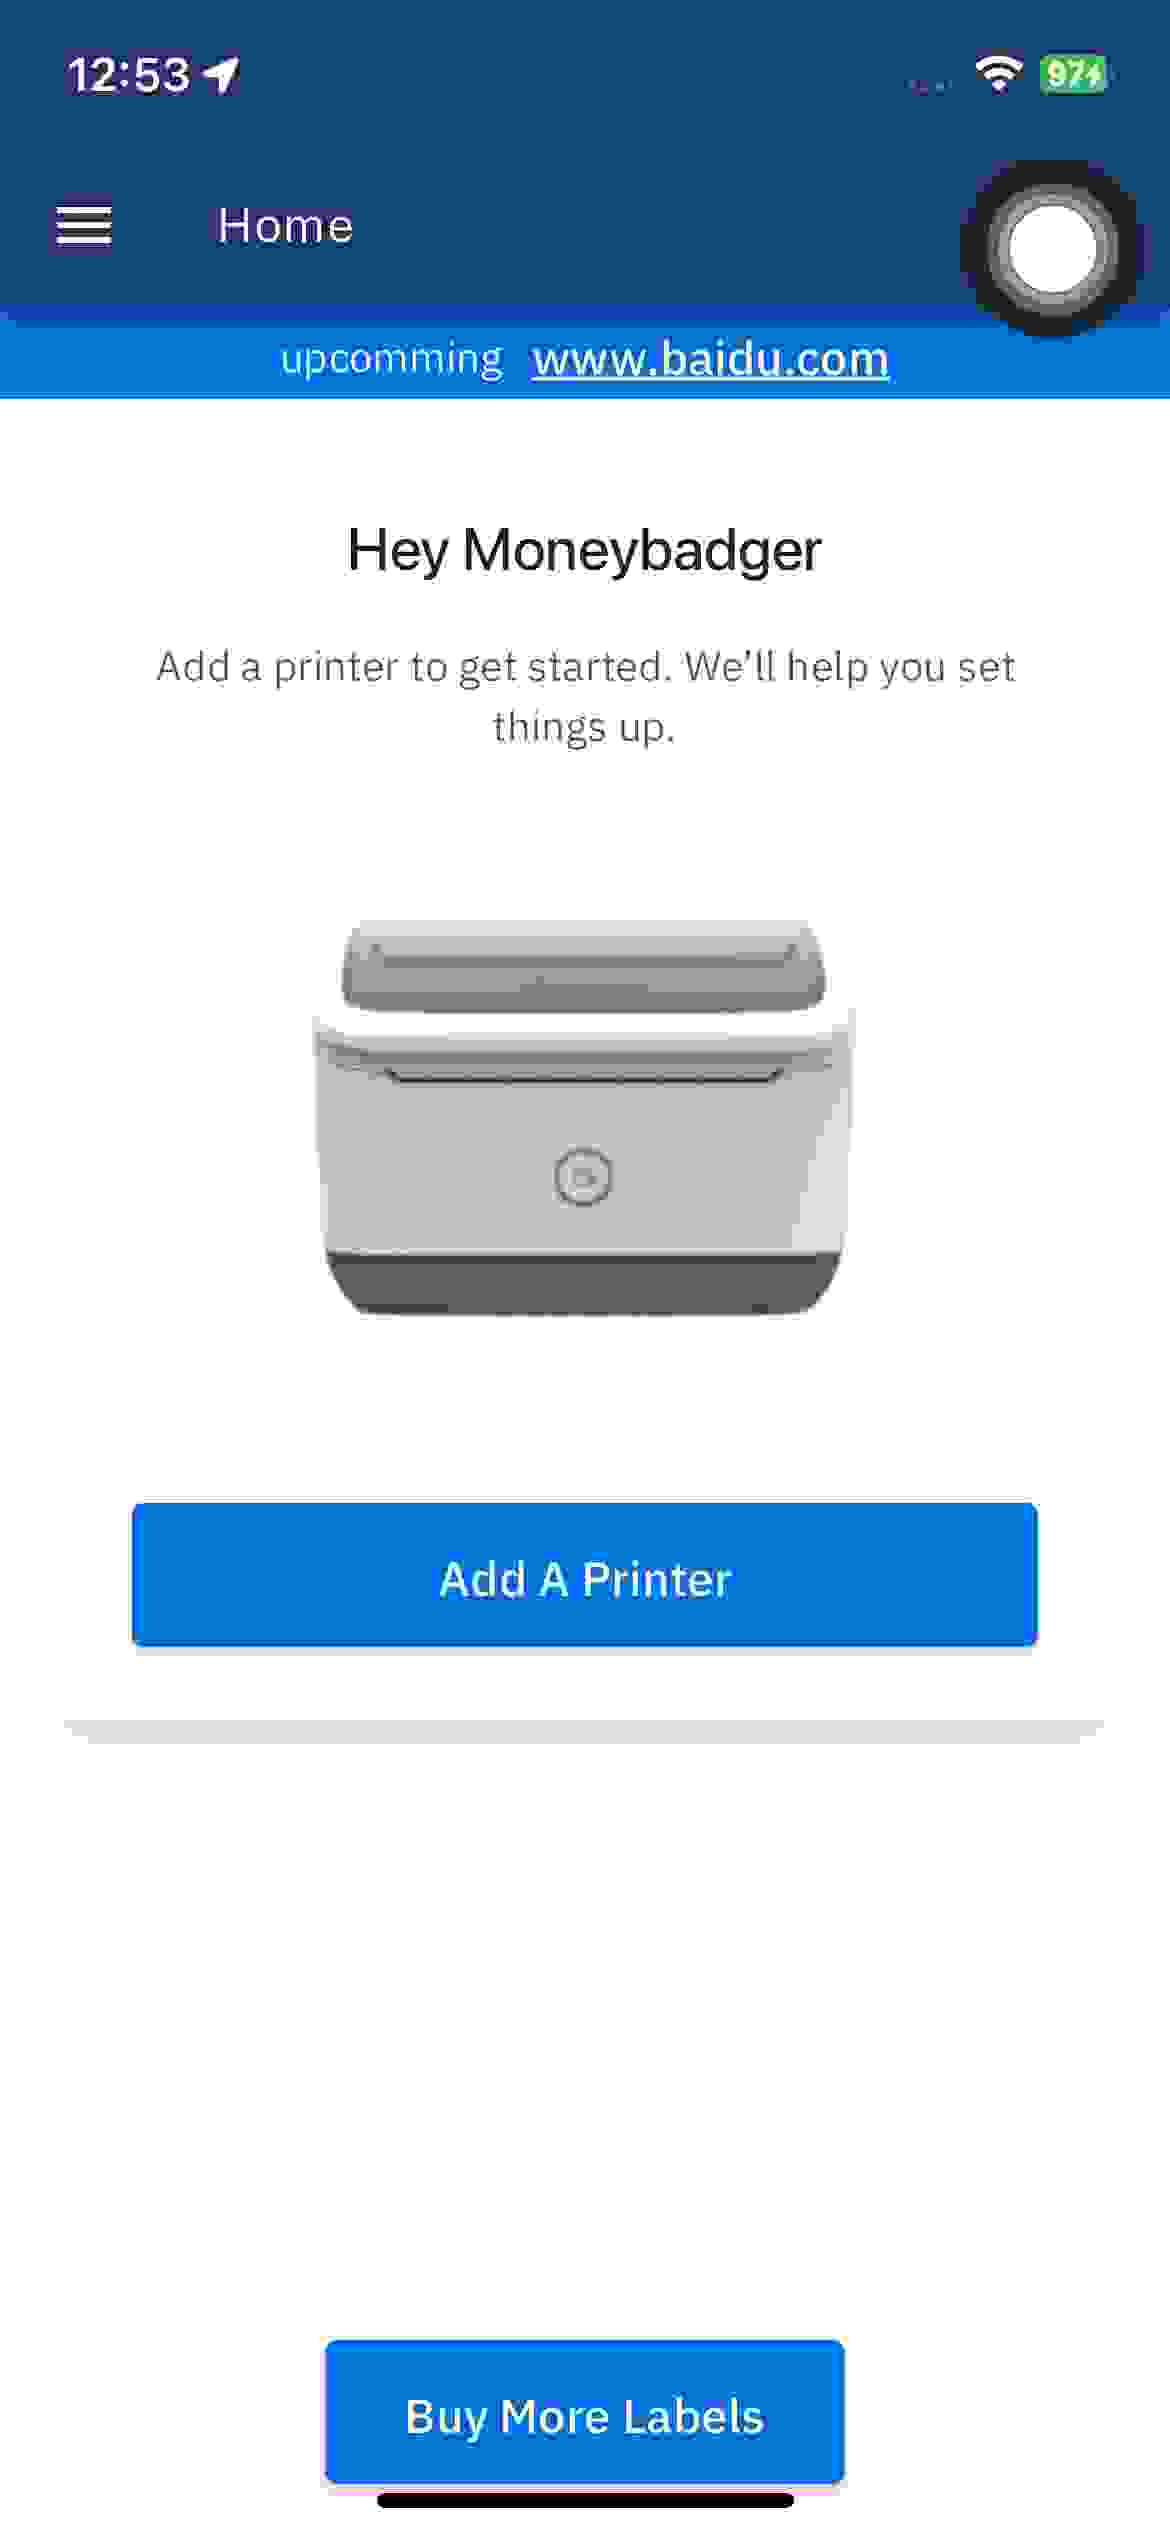 12:53
97
Home
upcomming www.baidu.com
Hey Moneybadger
Add a printer to get started. We'll help you set
things up.
Add A Printer
Buy More Labels